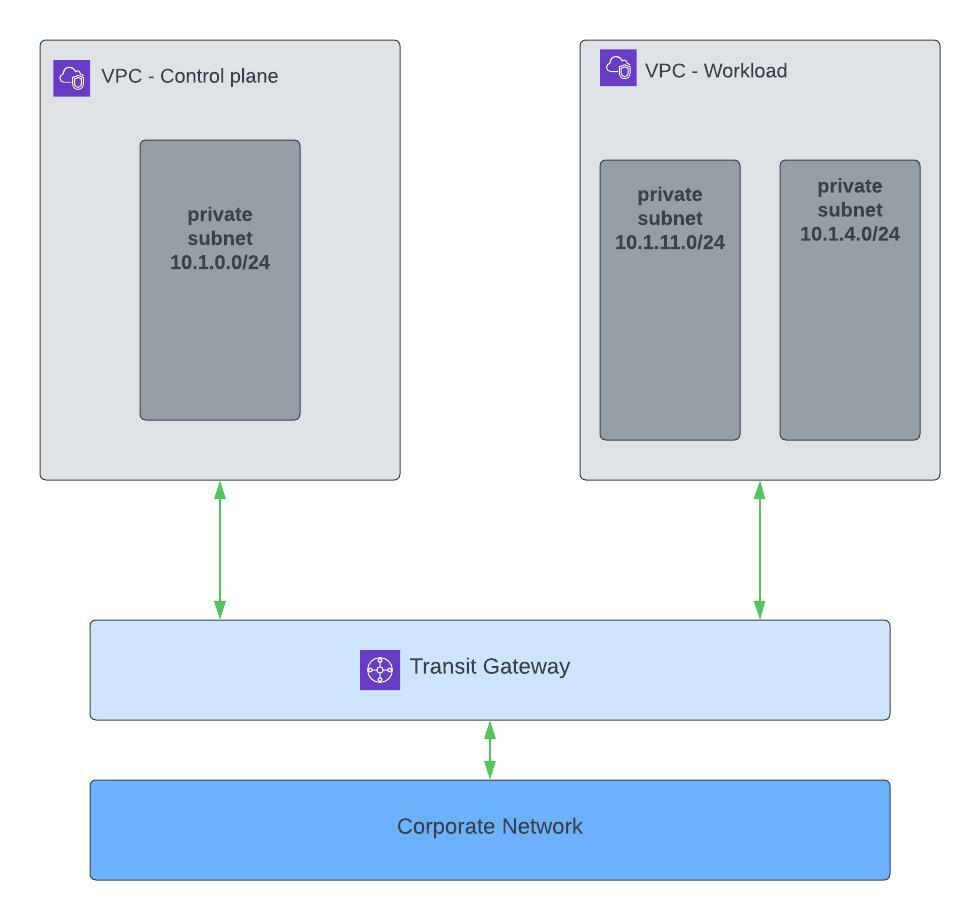 VPC - Control plane
private
subnet
10.1.0.0/24
VPC - Workload
private
subnet
10.1.11.0/24
private
subnet
10.1.4.0/24
Transit Gateway
Corporate Network